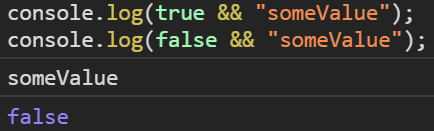 console.log(true && "someValue");
console.log(false && "someValue");
someValue
false